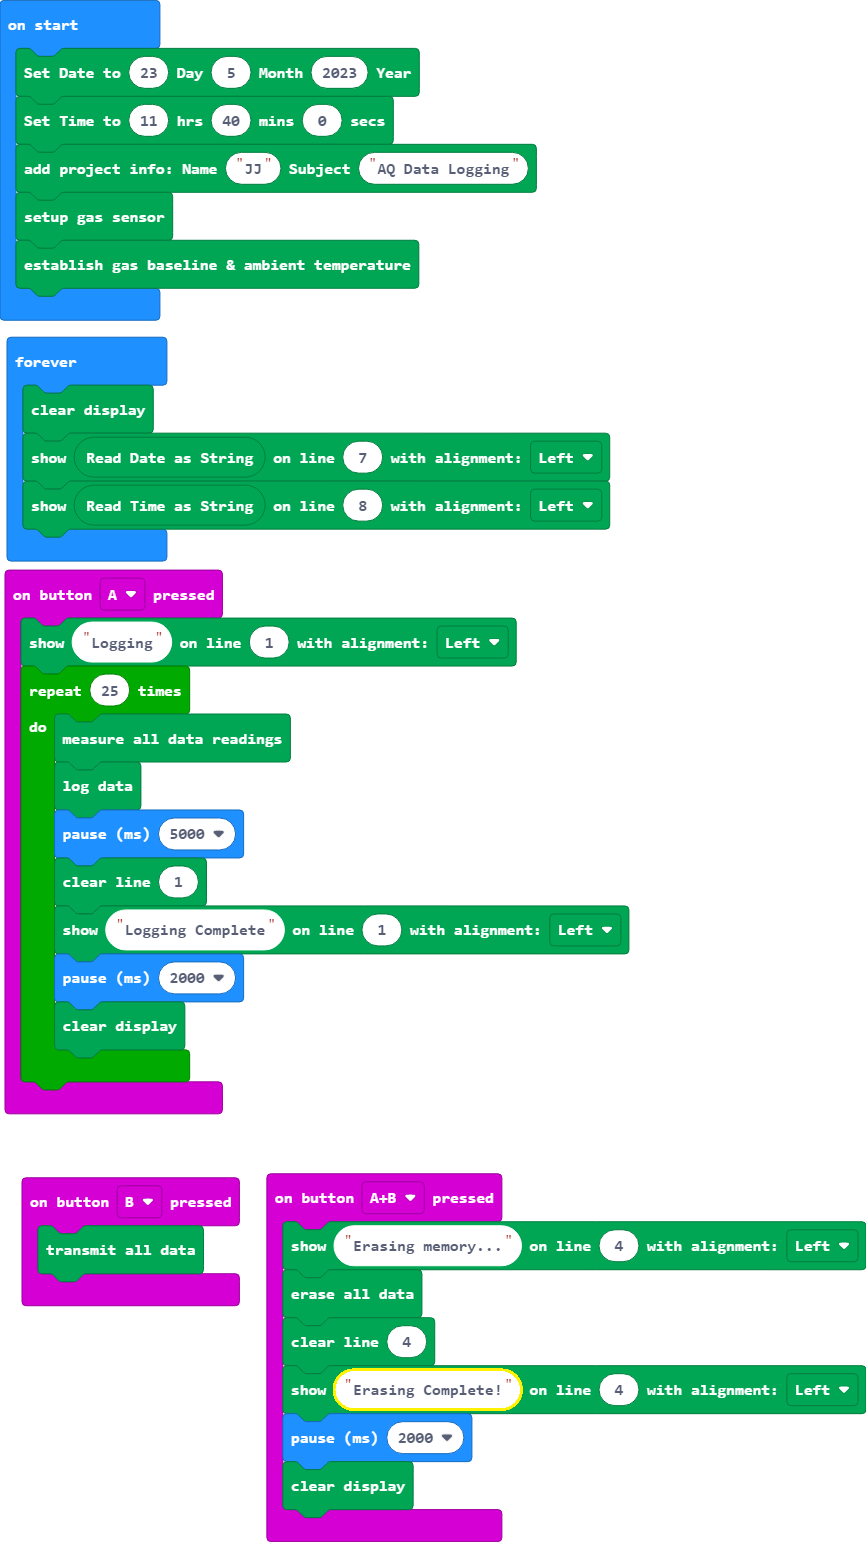 on start
Set Date to 23 Day 5 Month 2023 Year
Set Time to 11 hrs 40 mins 0 secs
add project info: Name "JJ" Subject "AQ Data Logging"
setup gas sensor
establish gas baseline & ambient temperature
forever
clear display
show Read Date as String on line 7 with alignment: Left
show Read Time as String on line 8 with alignment: Left
on button A pressed
show "Logging" on line 1 with alignment: Left
repeat 25 times
do
measure all data readings
log data
pause (ms) 5000
clear line 1
show "Logging Complete" on line 1 with alignment: Left
pause (ms) 2000
clear display
on button B pressed
transmit all data
on button A+B pressed
show "Erasing memory..." on line 4 with alignment: Left
erase all data
clear line 4
show "Erasing Complete!" on line 4 with alignment: Left
pause (ms) 2000
clear display